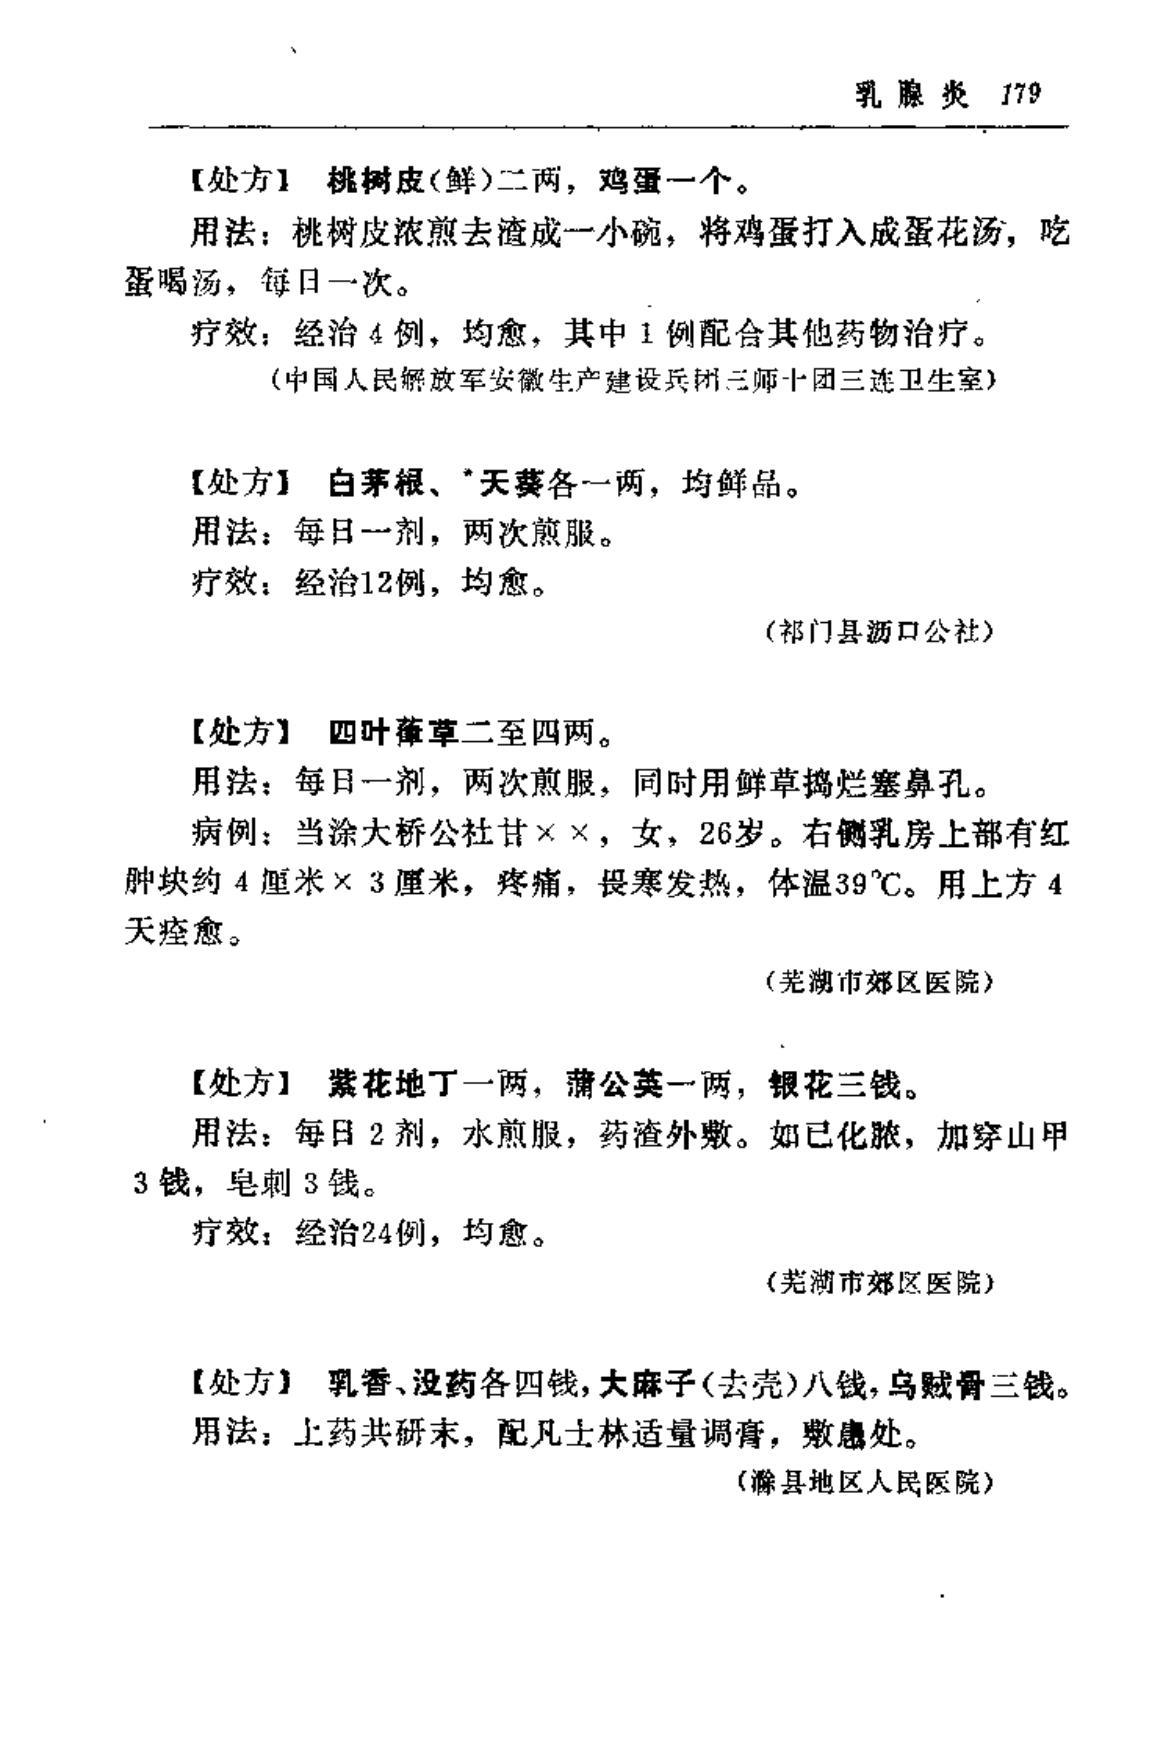 乳腺炎 179
【处方】 桃树皮(鲜)二两，鸡蛋一个。
用法：桃树皮浓煎去渣成一小碗，将鸡蛋打入成蛋花汤，吃
蛋喝汤，每日一次。
疗效：经治4例，均愈，其中1例配合其他药物治疗。
（中国人民解放军安徽生产建设兵团三师十团三连卫生室）
【处方】 白茅根、*天葵各一两，均鲜品。
用法：每日一剂，两次煎服。
疗效：经治12例，均愈。
（祁门县沥口公社）
【处方】 四叶葎草二至四两。
用法：每日一剂，两次煎服，同时用鲜草捣烂塞鼻孔。
病例：当涂大桥公社甘××，女，26岁。右侧乳房上部有红
肿块约4厘米×3厘米，疼痛，畏寒发热，体温39℃。用上方4
天痊愈。
（芜湖市郊区医院）
【处方】 紫花地丁一两，蒲公英一两，银花三钱。
用法：每日2剂，水煎服，药渣外敷。如已化脓，加穿山甲
3钱，皂刺3钱。
疗效：经治24例，均愈。
（芜湖市郊区医院）
【处方】 乳香、没药各四钱，大麻子(去壳)八钱，乌贼骨三钱。
用法：上药共研末，配凡士林适量调膏，敷患处。
（滁县地区人民医院）